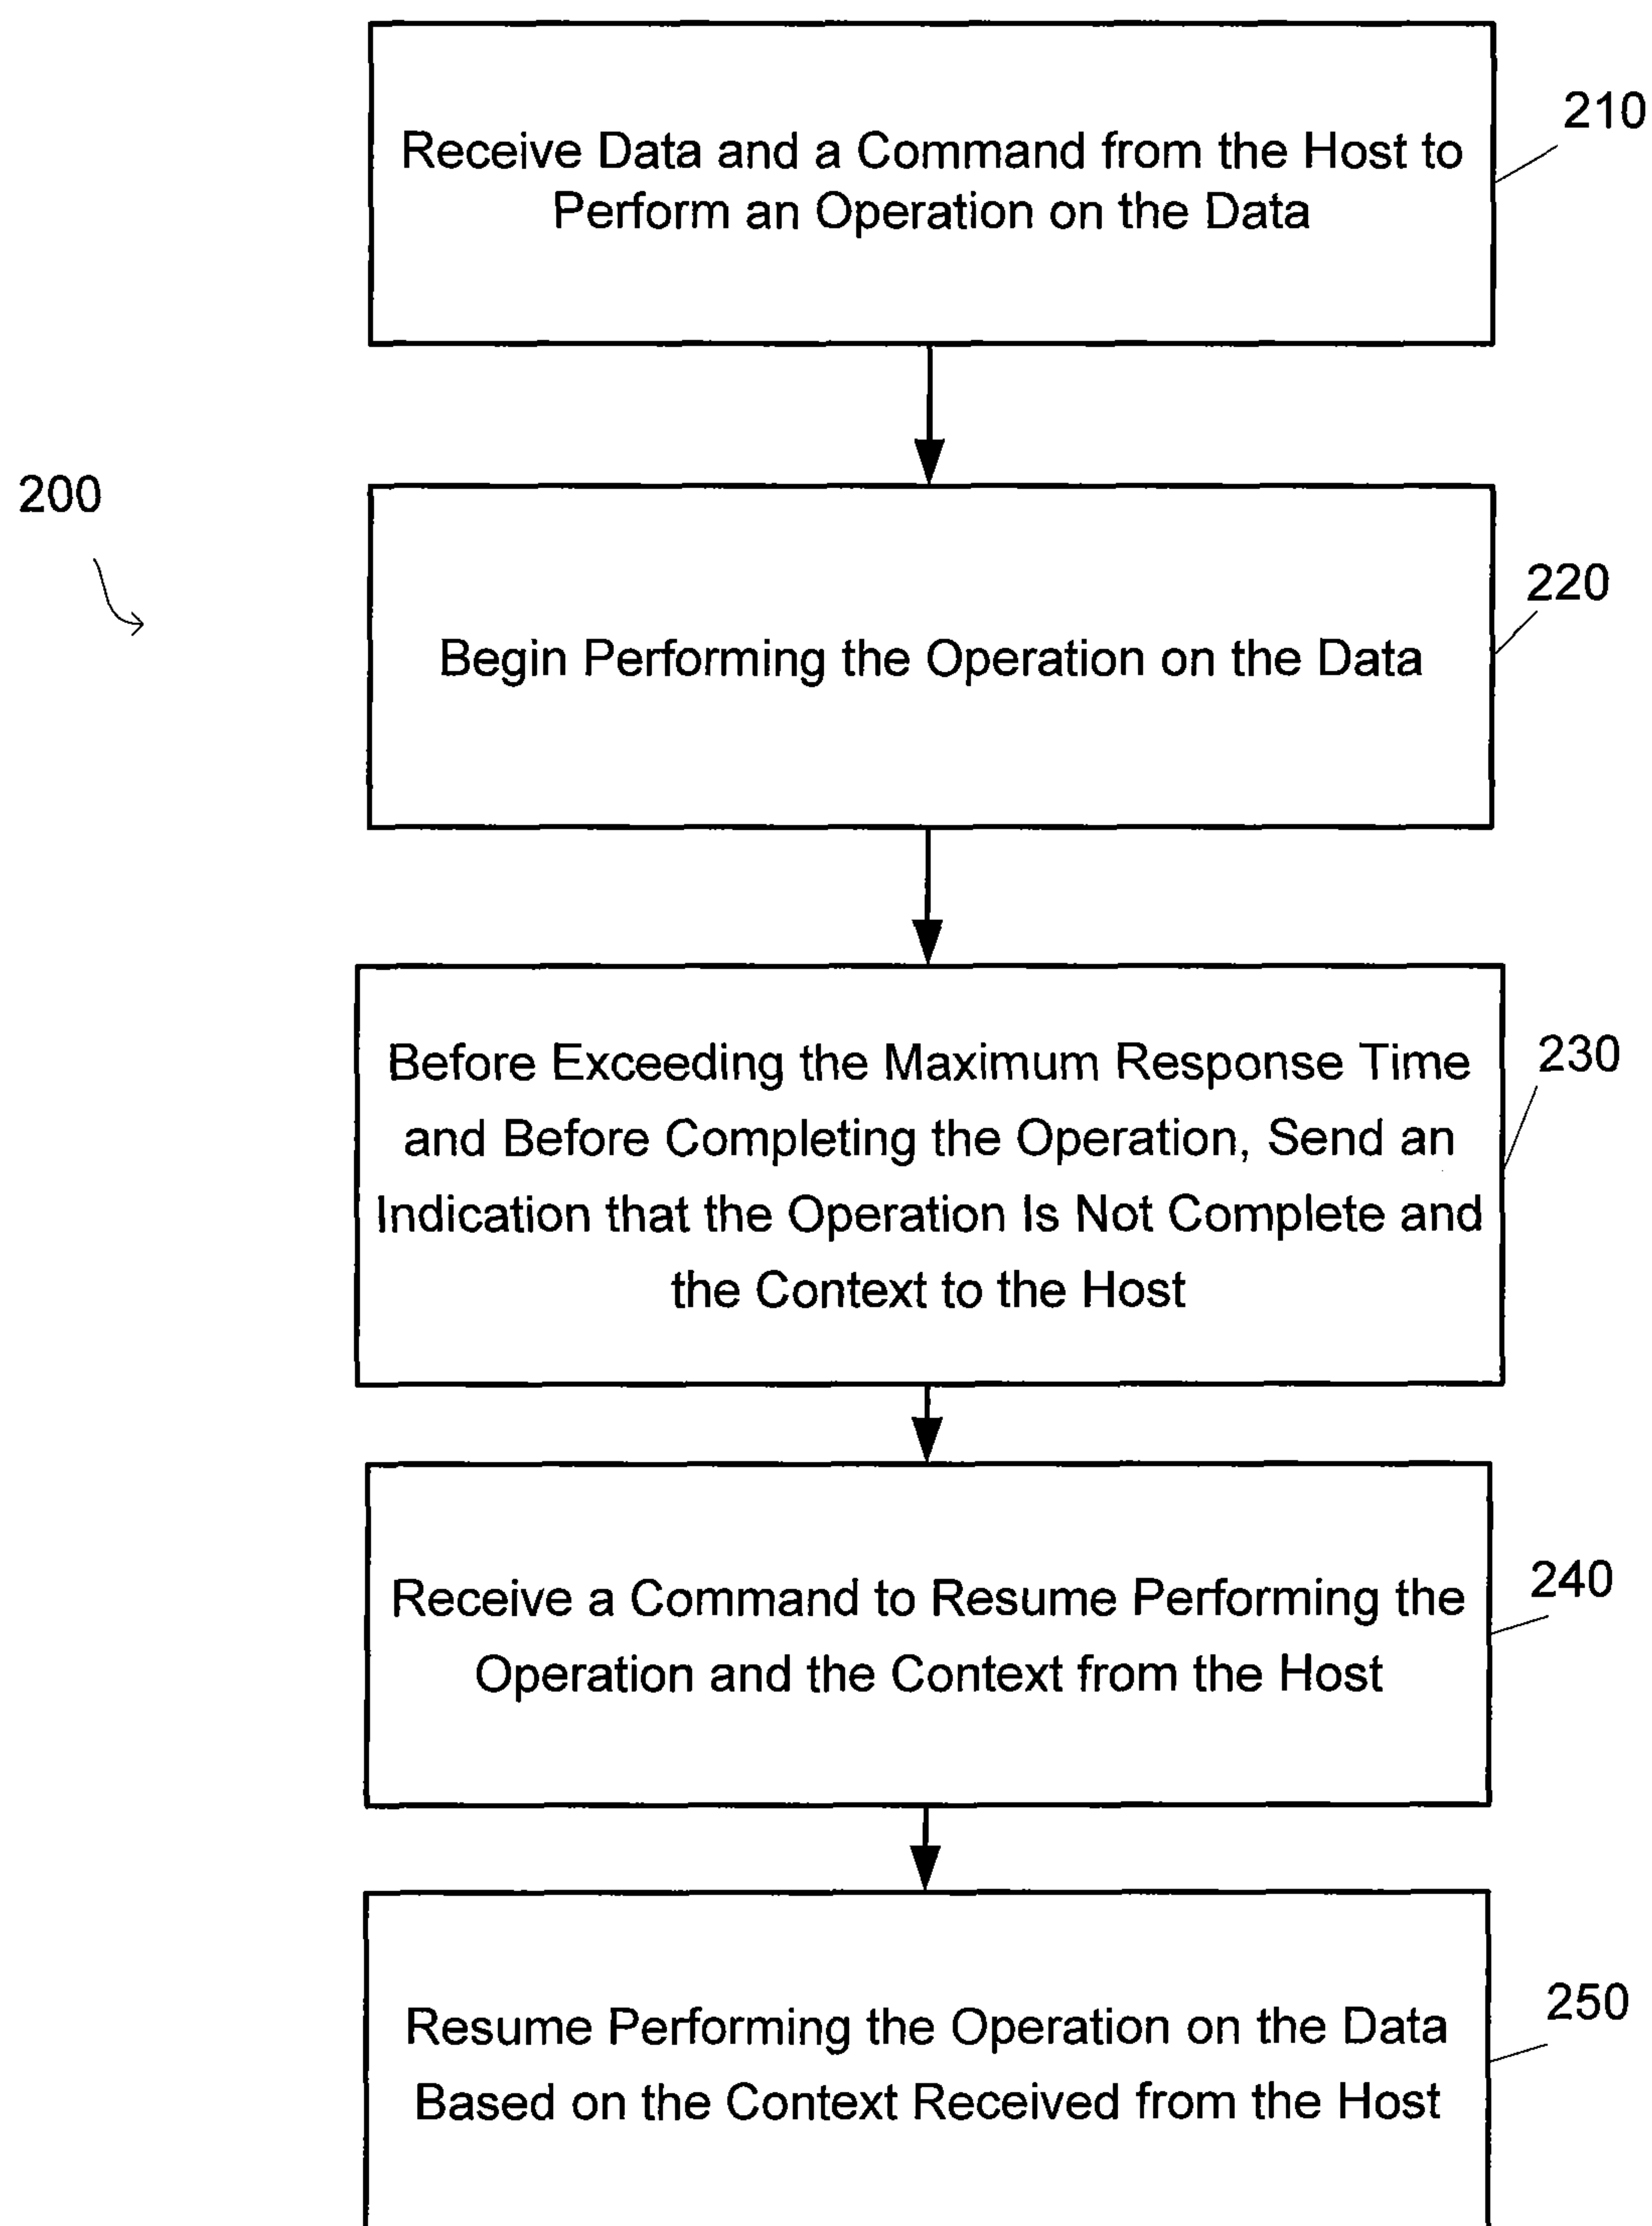 Receive Data and a Command from the Host to
Perform an Operation on the Data
210
200
Begin Performing the Operation on the Data
220
Before Exceeding the Maximum Response Time
and Before Completing the Operation, Send an
Indication that the Operation Is Not Complete and
the Context to the Host
230
Receive a Command to Resume Performing the
Operation and the Context from the Host
240
Resume Performing the Operation on the Data
Based on the Context Received from the Host
250